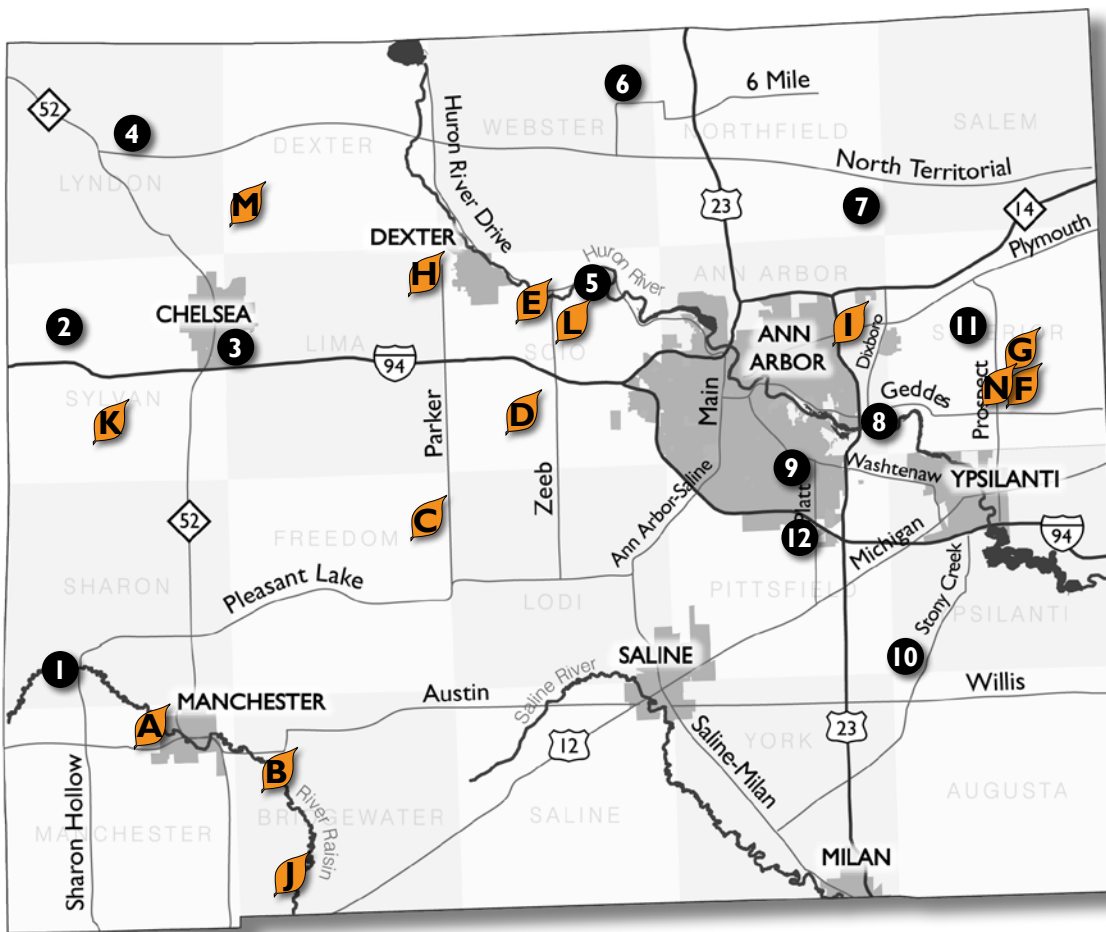 6
6 Mile
52
4
Huron River Drive
WEBSTER
NORTHFIELD
SALEM
DEXTER
North Territorial
LYNDON
M
23
7
14
Plymouth
DEXTER
H
Huron River
5
ANN ARBOR
E
L
I
CHELSEA
2
3
LIMA
94
SCIO
ANN
ARBOR
Dixboro
11
SUPERIOR
G
N
F
SYLVAN
K
Parker
D
Main
Geddes
Prospect
8
9
Washtenaw
YPSILANTI
Zeeb
Ann Arbor-Saline
Platt
52
C
FREEDOM
12
Michigan
94
SHARON
Pleasant Lake
LODI
PITTSFIELD
Stony Creek
YPSILANTI
1
SALINE
10
Saline River
MANCHESTER
Austin
Willis
A
12
23
B
YORK
Saline-Milan
River Raisin
AUGUSTA
MANCHESTER
BRIDGEWATER
SALINE
Sharon Hollow
J
MILAN